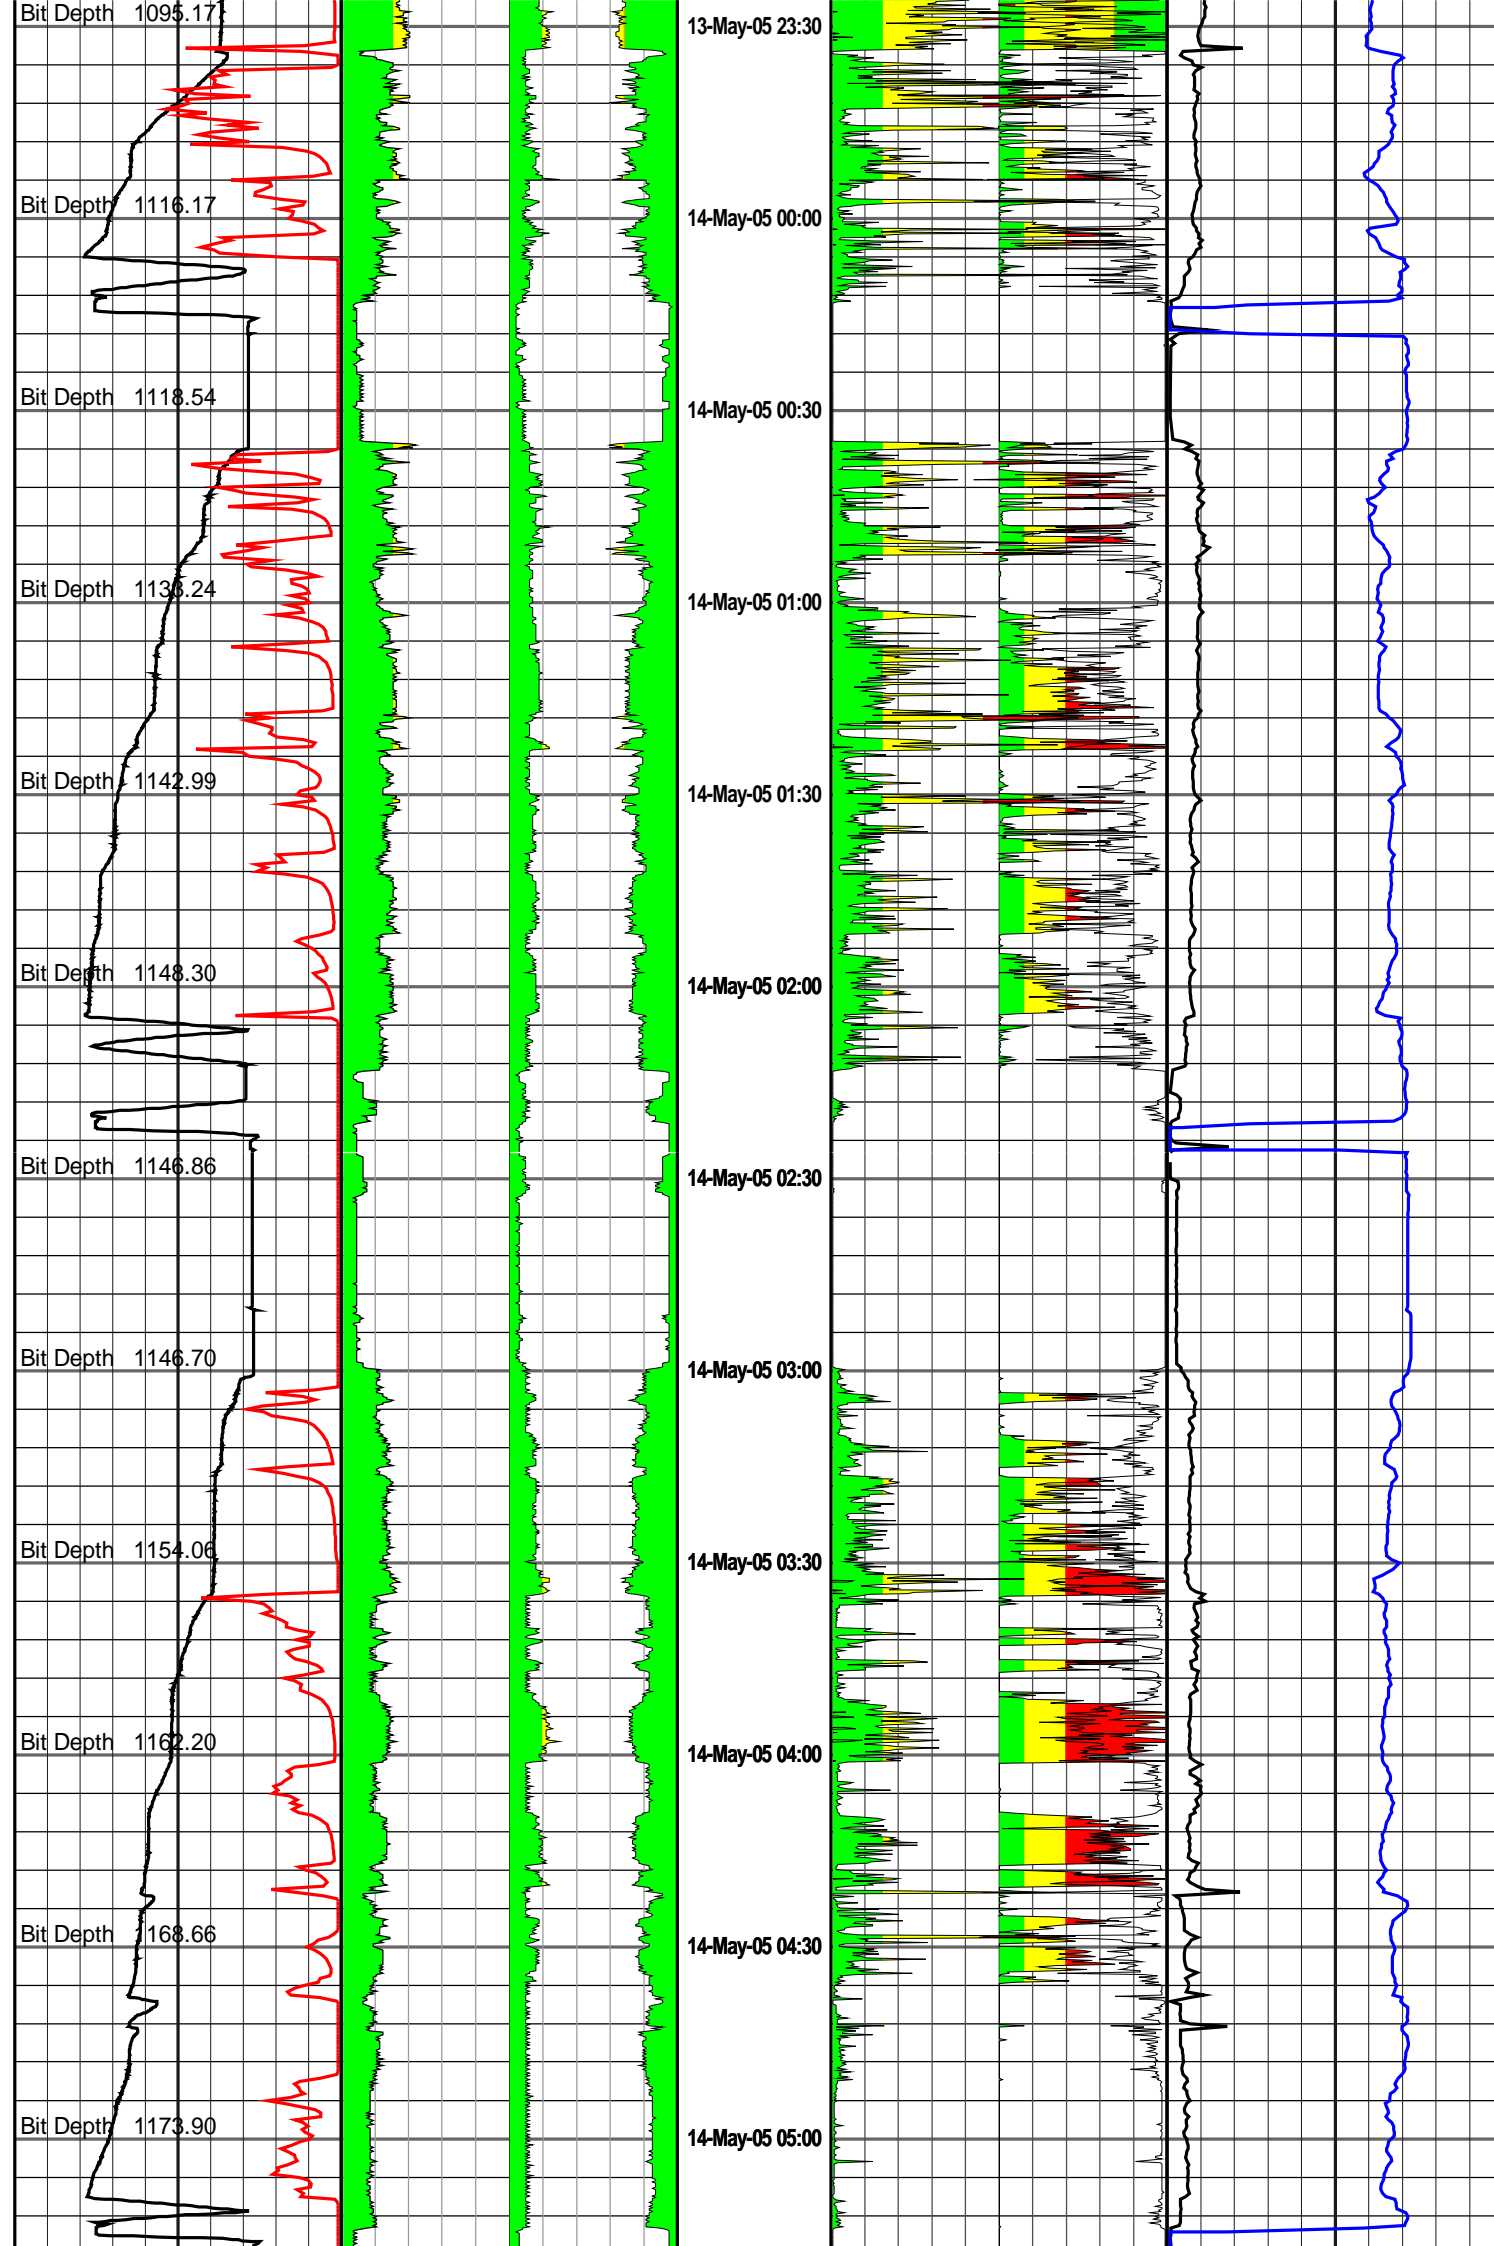 Bit Depth 1095.17
13-May-05 23:30
Bit Depth 1116.17
14-May-05 00:00
Bit Depth 1118.54
14-May-05 00:30
Bit Depth 1133.24
14-May-05 01:00
Bit Depth 1142.99
14-May-05 01:30
Bit Depth 1148.30
14-May-05 02:00
Bit Depth 1146.86
14-May-05 02:30
Bit Depth 1146.70
14-May-05 03:00
Bit Depth 1154.06
14-May-05 03:30
Bit Depth 1162.20
14-May-05 04:00
Bit Depth 1168.66
14-May-05 04:30
Bit Depth 1173.90
14-May-05 05:00